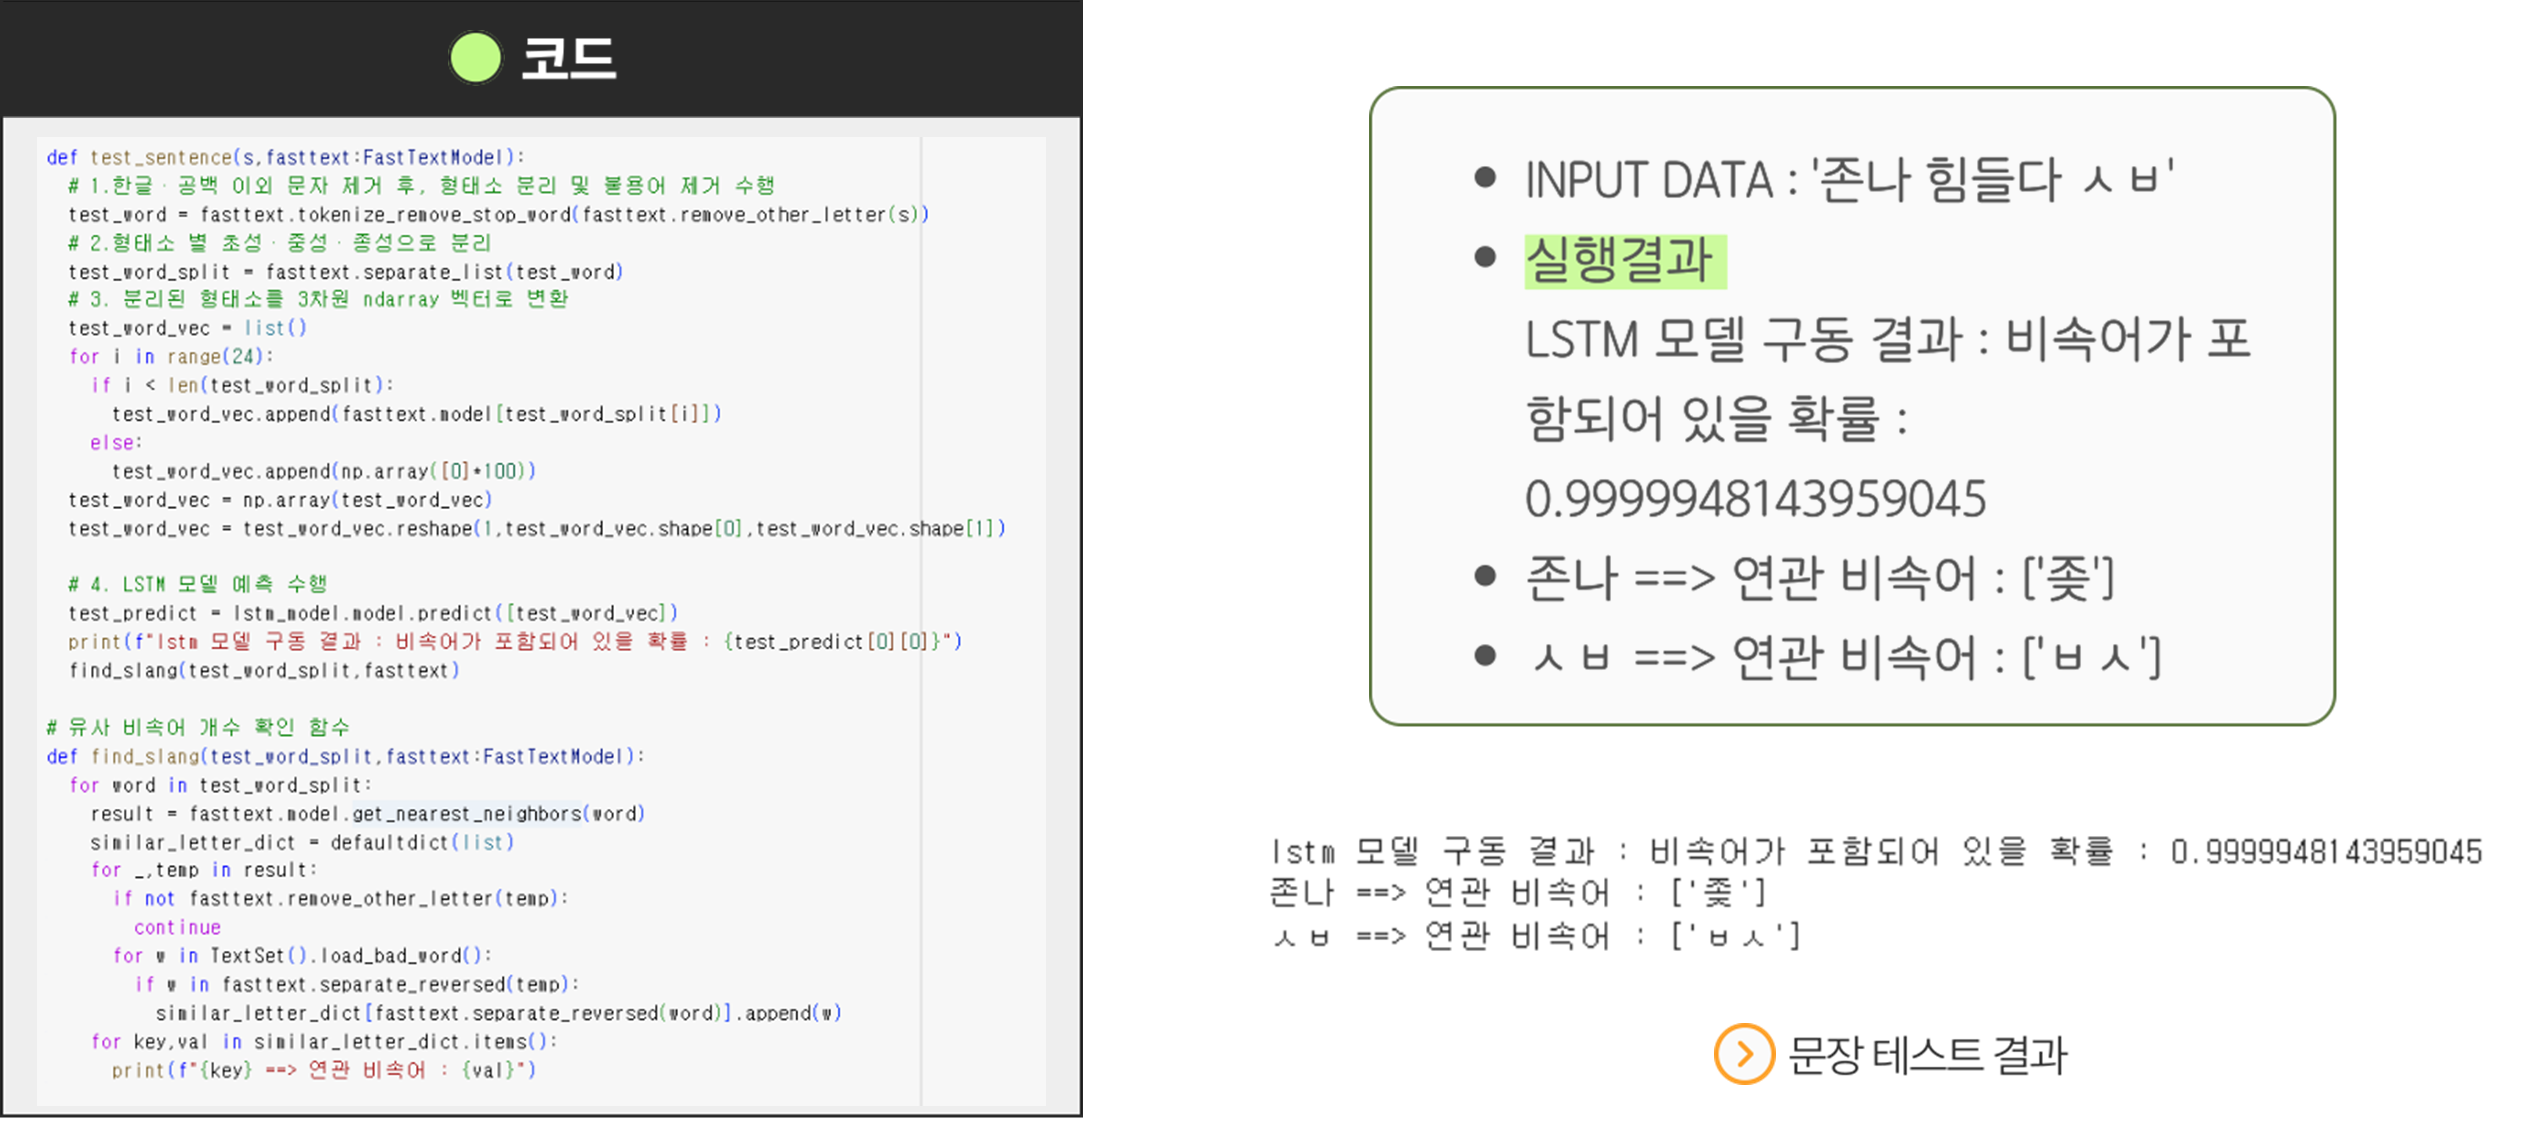 코드
def test_sentence(s,fasttext:FastTextModel):
# 1.한글·공백 이외 문자 제거 후, 형태소 분리 및 불용어 제거 수행
test_word = fasttext.tokenize_remove_stop_word(fasttext.remove_other_letter(s))
# 2.형태소 별 초성·중성·종성으로 분리
test_word_split = fasttext.separate_list(test_word)
# 3. 분리된 형태소를 3차원 ndarray 벡터로 변환
test_word_vec = list()
for i in range(24):
if i < len(test_word_split):
test_word_vec.append(fasttext.model[test_word_split[i]])
else:
test_word_vec.append(np.array([0]*100))
test_word_vec = np.array(test_word_vec)
test_word_vec = test_word_vec.reshape(1,test_word_vec.shape[0],test_word_vec.shape[1])
# 4. LSTM 모델 예측 수행
test_predict = lstm_model.model.predict([test_word_vec])
print(f"lstm 모델 구동 결과 : 비속어가 포함되어 있을 확률 : {test_predict[0][0]}")
find_slang(test_word_split,fasttext)
# 유사 비속어 개수 확인 함수
def find_slang(test_word_split,fasttext:FastTextModel):
for word in test_word_split:
result = fasttext.model.get_nearest_neighbors(word)
similar_letter_dict = defaultdict(list)
for _,temp in result:
if not fasttext.remove_other_letter(temp):
continue
for w in TextSet().load_bad_word():
if w in fasttext.separate_reversed(temp):
similar_letter_dict[fasttext.separate_reversed(word)].append(w)
for key,val in similar_letter_dict.items():
print(f"{key} ==> 연관 비속어 : {val}")
● INPUT DATA : '존나 힘들다 ㅅㅂ'
● 실행결과
LSTM 모델 구동 결과 : 비속어가 포
함되어 있을 확률 :
0.9999948143959045
● 존나 ==> 연관 비속어 : ['좆']
● ㅅㅂ ==> 연관 비속어 : ['ㅂㅅ']
lstm 모델 구동 결과 : 비속어가 포함되어 있을 확률 : 0.9999948143959045
존나 ==> 연관 비속어 : ['좆']
ㅅㅂ ==> 연관 비속어 : ['ㅂㅅ']
문장 테스트 결과